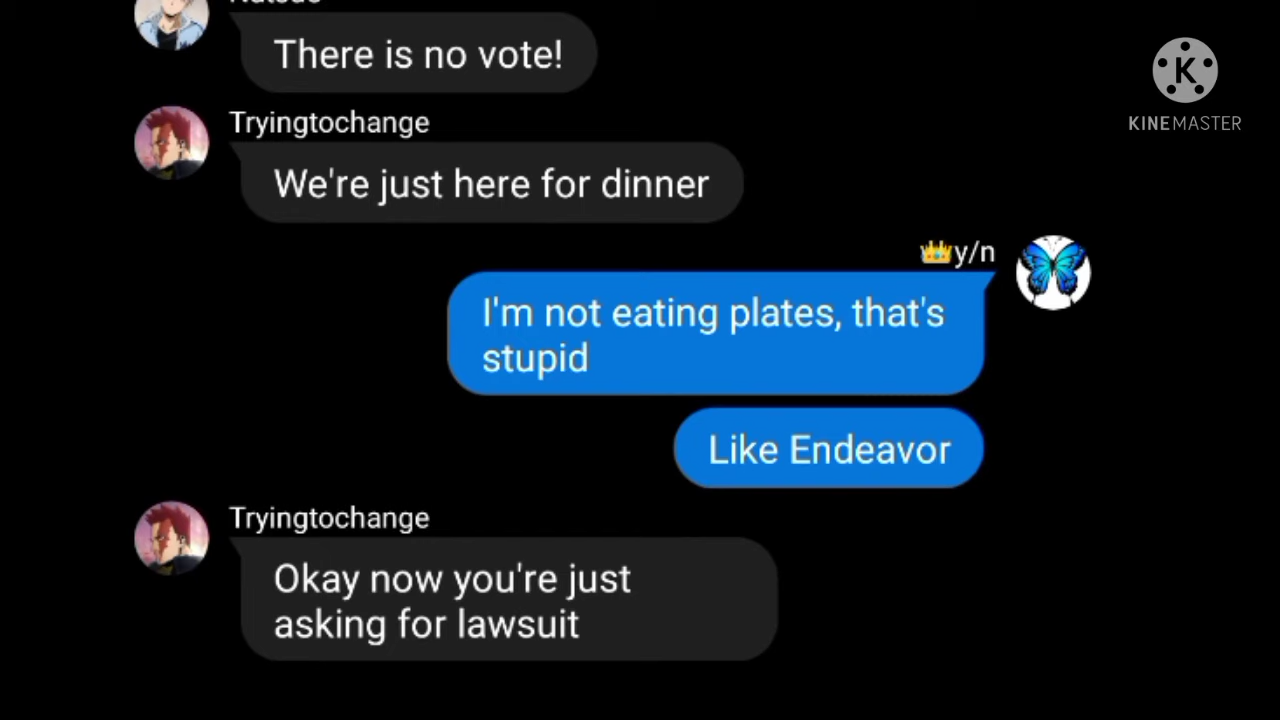 There is no vote!
Tryingtochange
We're just here for dinner
👑y/n
I'm not eating plates, that's
stupid
Like Endeavor
Tryingtochange
Okay now you're just
asking for lawsuit
KINEMASTER